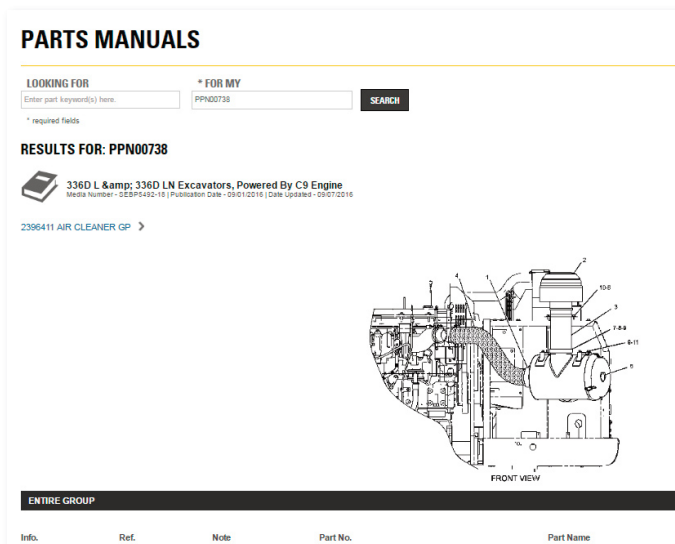 PARTS MANUALS
LOOKING FOR * FOR MY
Enter part keyword(s) here. PPN00738 SEARCH
* required fields
RESULTS FOR: PPN00738
336D L &amp; 336D LN Excavators, Powered By C9 Engine
Media Number - SEBP5492-18 | Publication Date - 09/01/2016 | Date Updated - 09/07/2016
2396411 AIR CLEANER GP
2
4 1
10-6
3
7-8-9
8-11
5
FRONT VIEW
ENTIRE GROUP
Info. Ref. Note Part No. Part Name